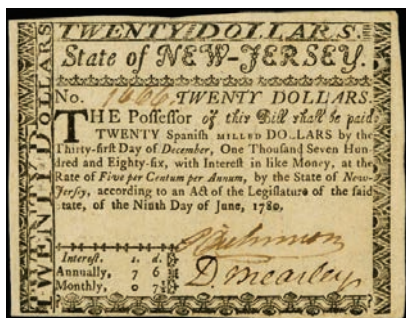 TWENTY DOLLARS.
State of NEW-JERSEY.
No. 1666 TWENTY DOLLARS.
THE Possessor of this Bill shall be paid
TWENTY Spanish MILLED DOLLARS by the
Thirty-first Day of December, One Thousand Seven Hun-
dred and Eighty-six, with Interest in like Money, at the
Rate of Five per Centum per Annum, by the State of New-
Jersey, according to an Act of the Legislature of the said
State, of the Ninth Day of June, 1780.
Interest. s. d.
Annually, 7 6
Monthly, 0 7½
TWENTY DOLLARS